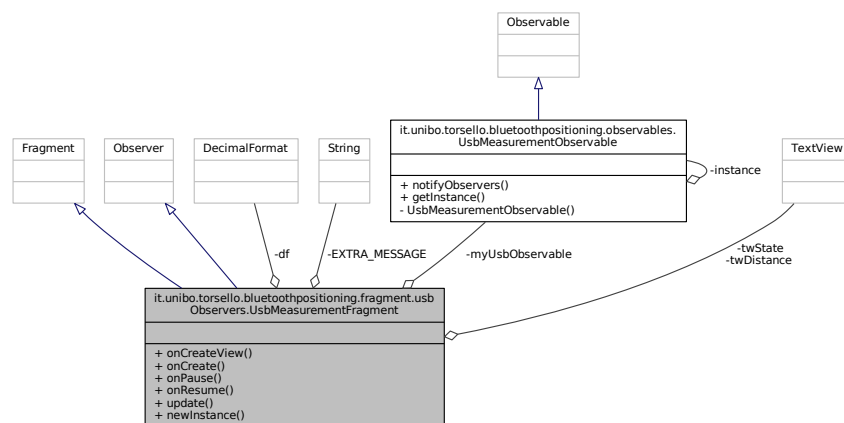 Observable
it.unibo.torsello.bluetoothpositioning.observables.
UsbMeasurementObservable
+ notifyObservers()
+ getInstance()
- UsbMeasurementObservable()
-instance
Fragment
Observer
DecimalFormat
String
TextView
-df
-EXTRA_MESSAGE
-myUsbObservable
-twState
-twDistance
it.unibo.torsello.bluetoothpositioning.fragment.usb
Observers.UsbMeasurementFragment
+ onCreateView()
+ onCreate()
+ onPause()
+ onResume()
+ update()
+ newInstance()